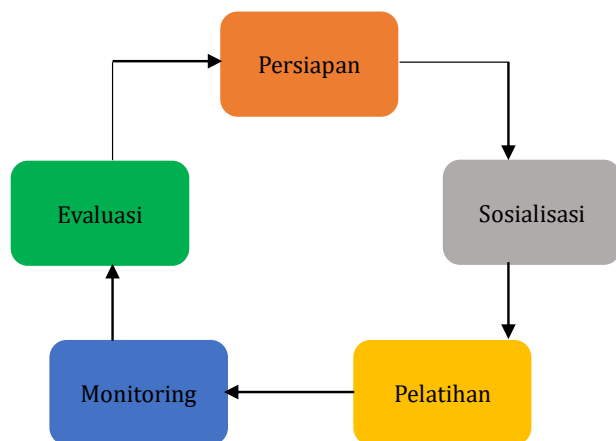 Persiapan
Sosialisasi
Pelatihan
Monitoring
Evaluasi